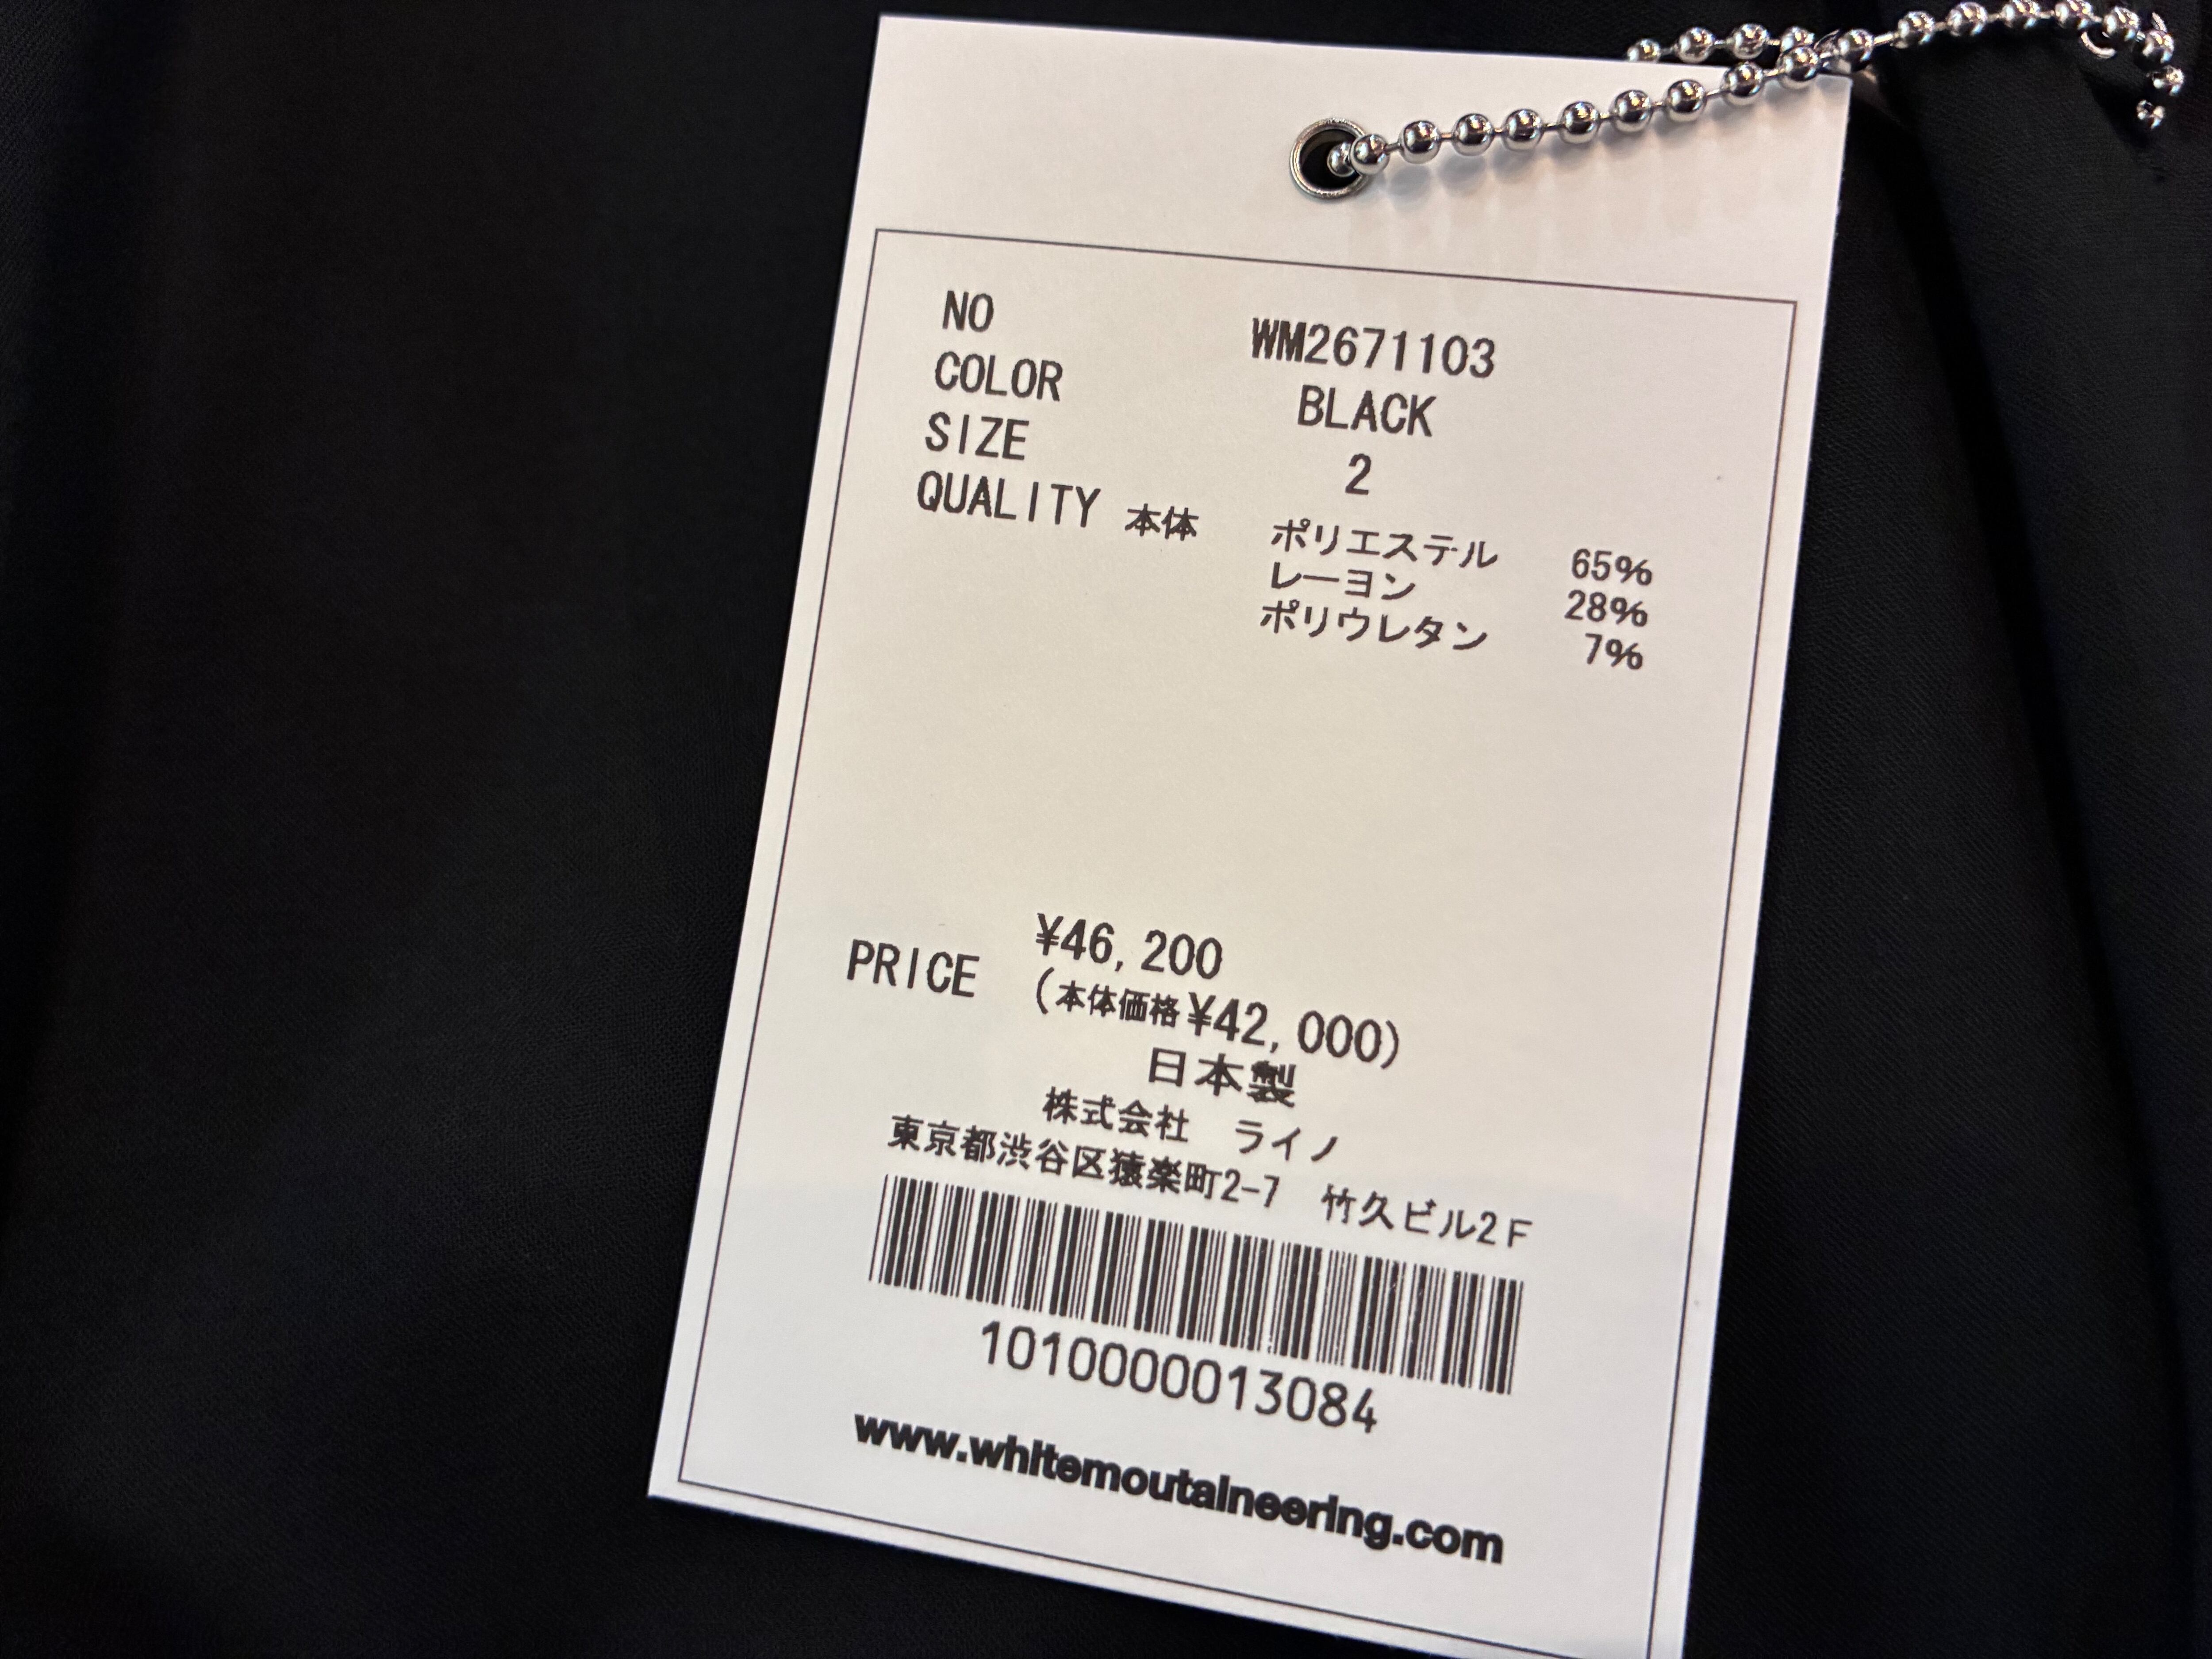 NO WM2671103
COLOR BLACK
SIZE 2
QUALITY 本体 ポリエステル 65%
レーヨン 28%
ポリウレタン 7%
PRICE ¥46,200
(本体価格¥42,000)
日本製
株式会社 ライノ
東京都渋谷区猿楽町2-7 竹久ビル2F
1010000013084
www.whitemoutaineering.com